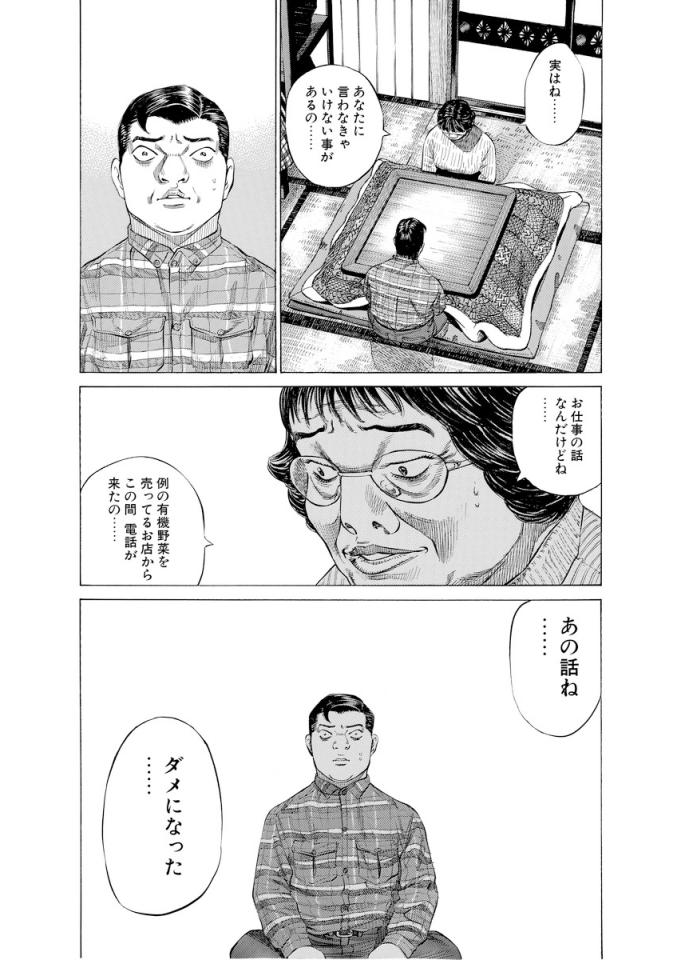 実はね……
あなたに
言わなきゃ
いけない事が
あるの……
お仕事の話
なんだけどね
……
例の有機野菜を
売ってるお店から
この間 電話が
来たの……
あの話ね
……
ダメになった
……